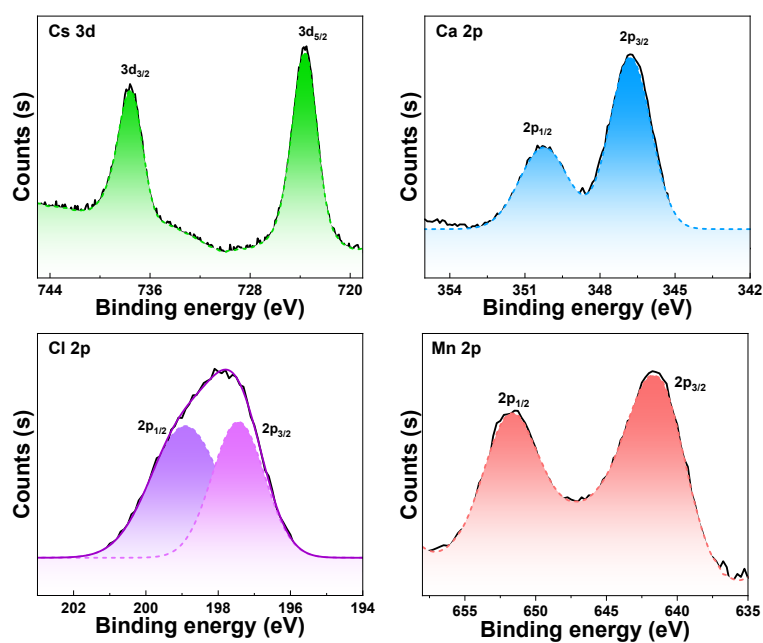 Cs 3d
3d₅/₂
3d₃/₂
Counts (s)
744 736 728 720
Binding energy (eV)
Ca 2p
2p₃/₂
2p₁/₂
Counts (s)
354 351 348 345 342
Binding energy (eV)
Cl 2p
2p₁/₂
2p₃/₂
Counts (s)
202 200 198 196 194
Binding energy (eV)
Mn 2p
2p₁/₂
2p₃/₂
Counts (s)
655 650 645 640 635
Binding energy (eV)